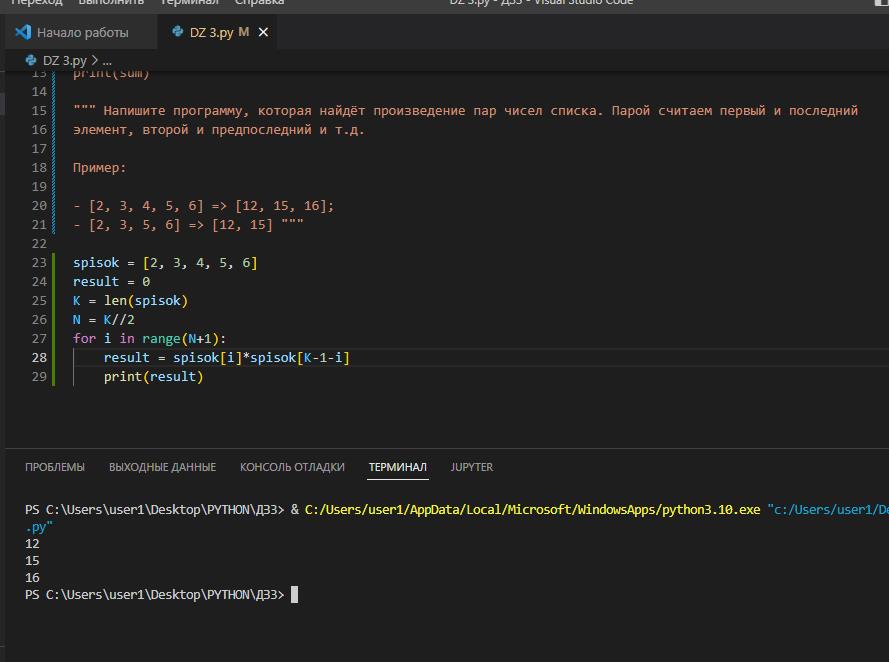 Переход Выполнить Терминал Справка DZ 3.py - ДЗ3 - Visual Studio Code
Начало работы DZ 3.py M ×
DZ 3.py > ...
13 print(sum)
14
15 """ Напишите программу, которая найдёт произведение пар чисел списка. Парой считаем первый и последний
16 элемент, второй и предпоследний и т.д.
17
18 Пример:
19
20 - [2, 3, 4, 5, 6] => [12, 15, 16];
21 - [2, 3, 5, 6] => [12, 15] """
22
23 spisok = [2, 3, 4, 5, 6]
24 result = 0
25 K = len(spisok)
26 N = K//2
27 for i in range(N+1):
28 result = spisok[i]*spisok[K-1-i]
29 print(result)
ПРОБЛЕМЫ ВЫХОДНЫЕ ДАННЫЕ КОНСОЛЬ ОТЛАДКИ ТЕРМИНАЛ JUPYTER
PS C:\Users\user1\Desktop\PYTHON\ДЗ3> & C:/Users/user1/AppData/Local/Microsoft/WindowsApps/python3.10.exe "c:/Users/user1/De
.py"
12
15
16
PS C:\Users\user1\Desktop\PYTHON\ДЗ3>